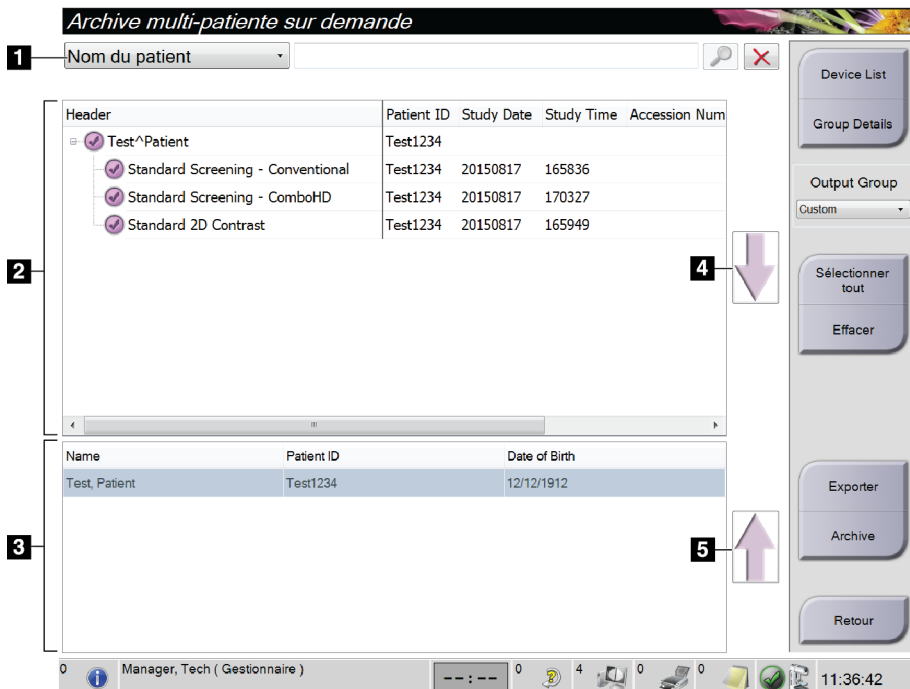 Archive multi-patiente sur demande
1
Nom du patient
Device List
Group Details
Output Group
Custom
Sélectionner tout
Effacer
Exporter
Archive
Retour
2
Header Patient ID Study Date Study Time Accession Num
Test^Patient Test1234
Standard Screening - Conventional Test1234 20150817 165836
Standard Screening - ComboHD Test1234 20150817 170327
Standard 2D Contrast Test1234 20150817 165949
4
3
Name Patient ID Date of Birth
Test, Patient Test1234 12/12/1912
5
0 Manager, Tech ( Gestionnaire ) --:-- 0 4 0 0 11:36:42